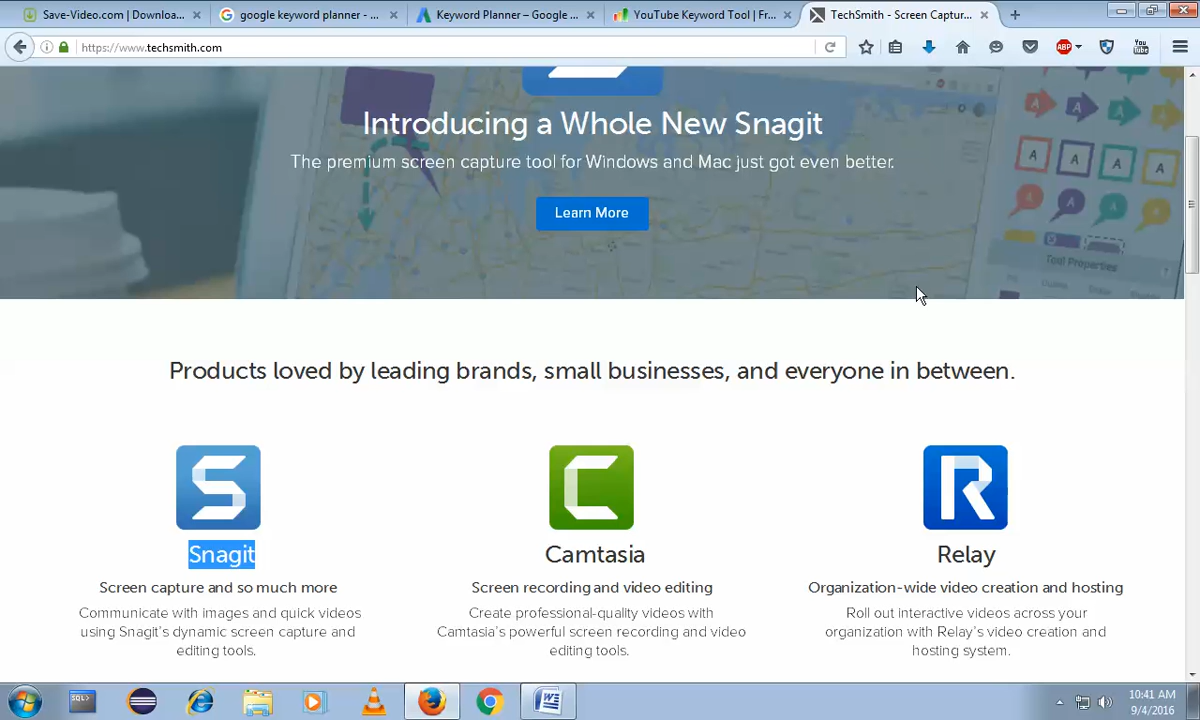 Save-Video.com | Downloa...
google keyword planner - ...
Keyword Planner – Google ...
YouTube Keyword Tool | Fr...
TechSmith - Screen Captur...
https://www.techsmith.com
ABP
You Tube
Introducing a Whole New Snagit
The premium screen capture tool for Windows and Mac just got even better.
Learn More
Tool Properties
Products loved by leading brands, small businesses, and everyone in between.
Snagit
Screen capture and so much more
Communicate with images and quick videos
using Snagit's dynamic screen capture and
editing tools.
Camtasia
Screen recording and video editing
Create professional-quality videos with
Camtasia's powerful screen recording and video
editing tools.
Relay
Organization-wide video creation and hosting
Roll out interactive videos across your
organization with Relay's video creation and
hosting system.
SQL>
10:41 AM
9/4/2016